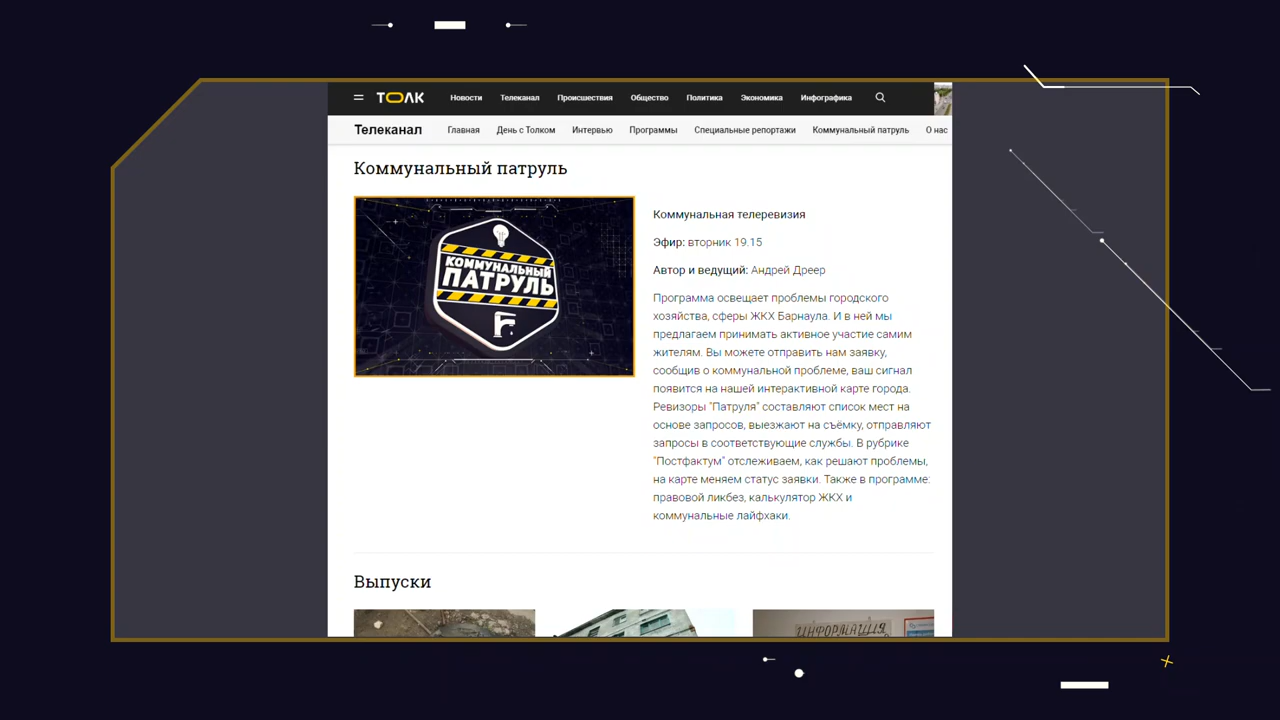 ТОЛК Новости Телеканал Происшествия Общество Политика Экономика Инфографика
Телеканал Главная День с Толком Интервью Программы Специальные репортажи Коммунальный патруль О нас
Коммунальный патруль
КОММУНАЛЬНЫЙ
ПАТРУЛЬ
Коммунальная телеревизия
Эфир: вторник 19.15
Автор и ведущий: Андрей Дреер
Программа освещает проблемы городского
хозяйства, сферы ЖКХ Барнаула. И в ней мы
предлагаем принимать активное участие самим
жителям. Вы можете отправить нам заявку,
сообщив о коммунальной проблеме, ваш сигнал
появится на нашей интерактивной карте города.
Ревизоры "Патруля" составляют список мест на
основе запросов, выезжают на съёмку, отправляют
запросы в соответствующие службы. В рубрике
"Постфактум" отслеживаем, как решают проблемы,
на карте меняем статус заявки. Также в программе:
правовой ликбез, калькулятор ЖКХ и
коммунальные лайфхаки.
Выпуски
ИНФОРМАЦИЯ